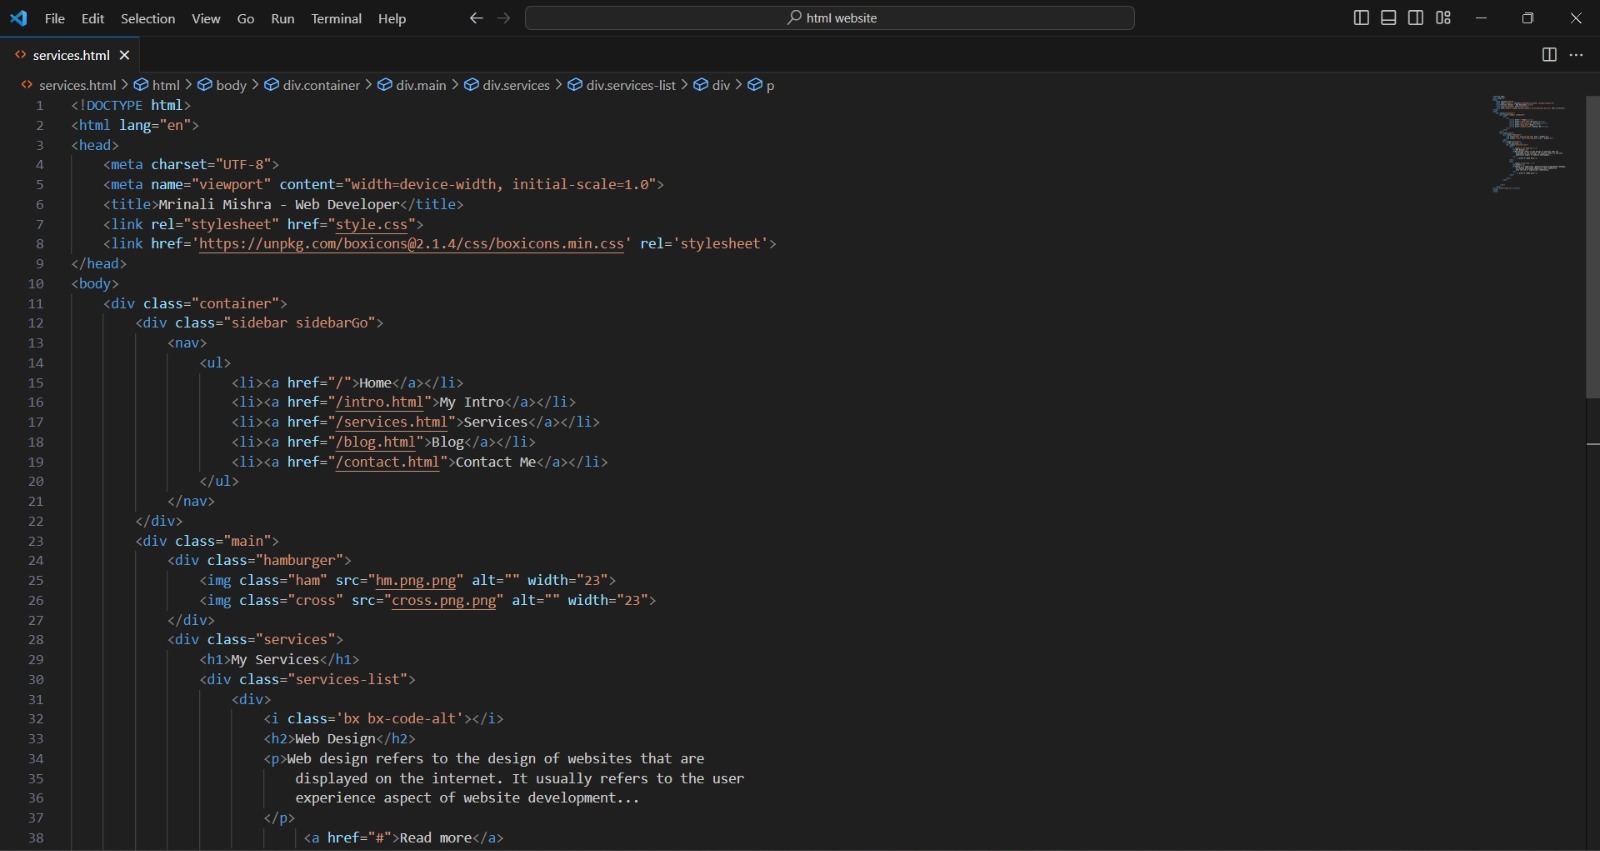 File Edit Selection View Go Run Terminal Help
html website
services.html
services.html > html > body > div.container > div.main > div.services > div.services-list > div > p
1 <!DOCTYPE html>
2 <html lang="en">
3 <head>
4 <meta charset="UTF-8">
5 <meta name="viewport" content="width=device-width, initial-scale=1.0">
6 <title>Mrinali Mishra - Web Developer</title>
7 <link rel="stylesheet" href="style.css">
8 <link href='https://unpkg.com/boxicons@2.1.4/css/boxicons.min.css' rel='stylesheet'>
9 </head>
10 <body>
11 <div class="container">
12 <div class="sidebar sidebarGo">
13 <nav>
14 <ul>
15 <li><a href="/">Home</a></li>
16 <li><a href="/intro.html">My Intro</a></li>
17 <li><a href="/services.html">Services</a></li>
18 <li><a href="/blog.html">Blog</a></li>
19 <li><a href="/contact.html">Contact Me</a></li>
20 </ul>
21 </nav>
22 </div>
23 <div class="main">
24 <div class="hamburger">
25 <img class="ham" src="hm.png.png" alt="" width="23">
26 <img class="cross" src="cross.png.png" alt="" width="23">
27 </div>
28 <div class="services">
29 <h1>My Services</h1>
30 <div class="services-list">
31 <div>
32 <i class='bx bx-code-alt'></i>
33 <h2>Web Design</h2>
34 <p>Web design refers to the design of websites that are
35 displayed on the internet. It usually refers to the user
36 experience aspect of website development...
37 </p>
38 <a href="#">Read more</a>